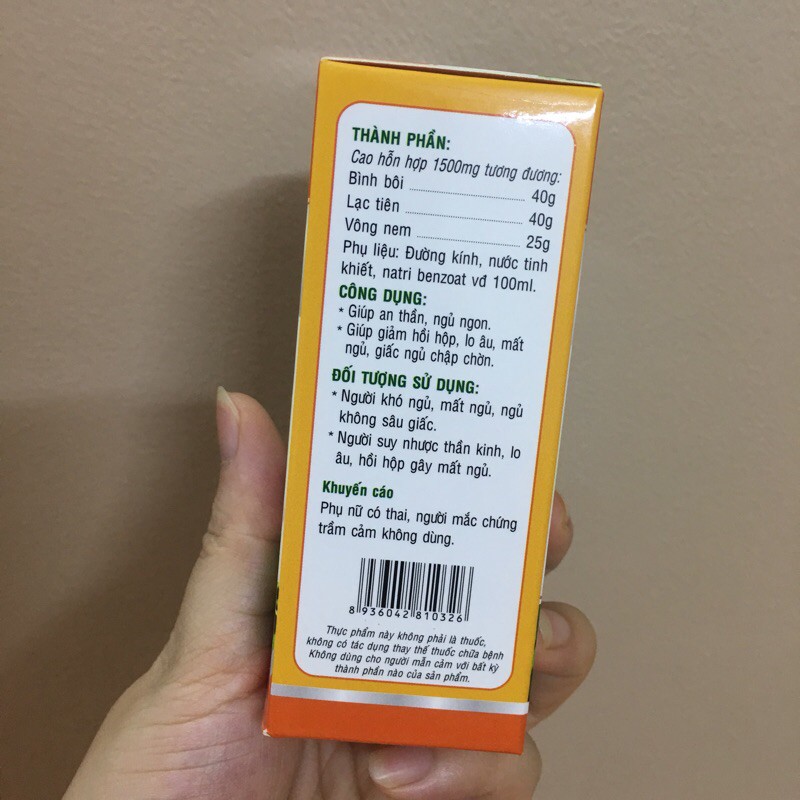 THÀNH PHẦN:
Cao hỗn hợp 1500mg tương đương:
Bình bôi ........ 40g
Lạc tiên ........ 40g
Vông nem ........ 25g
Phụ liệu: Đường kính, nước tinh
khiết, natri benzoat vđ 100ml.
CÔNG DỤNG:
* Giúp an thần, ngủ ngon.
* Giúp giảm hồi hộp, lo âu, mất
ngủ, giấc ngủ chập chờn.
ĐỐI TƯỢNG SỬ DỤNG:
* Người khó ngủ, mất ngủ, ngủ
không sâu giấc.
* Người suy nhược thần kinh, lo
âu, hồi hộp gây mất ngủ.
Khuyến cáo
Phụ nữ có thai, người mắc chứng
trầm cảm không dùng.
8 936042 810326
Thực phẩm này không phải là thuốc,
không có tác dụng thay thế thuốc chữa bệnh
Không dùng cho người mẫn cảm với bất kỳ
thành phần nào của sản phẩm.